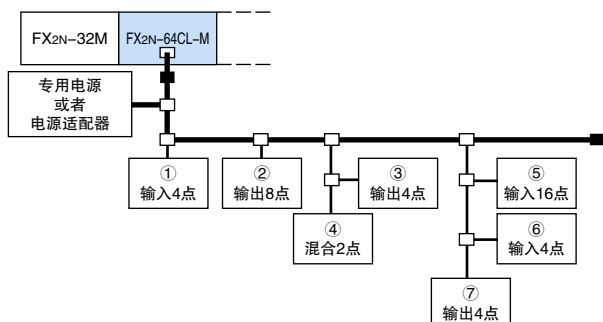 FX2N-32M
FX2N-64CL-M
专用电源
或者
电源适配器
①
输入4点
②
输出8点
③
输出4点
④
混合2点
⑤
输入16点
⑥
输入4点
⑦
输出4点